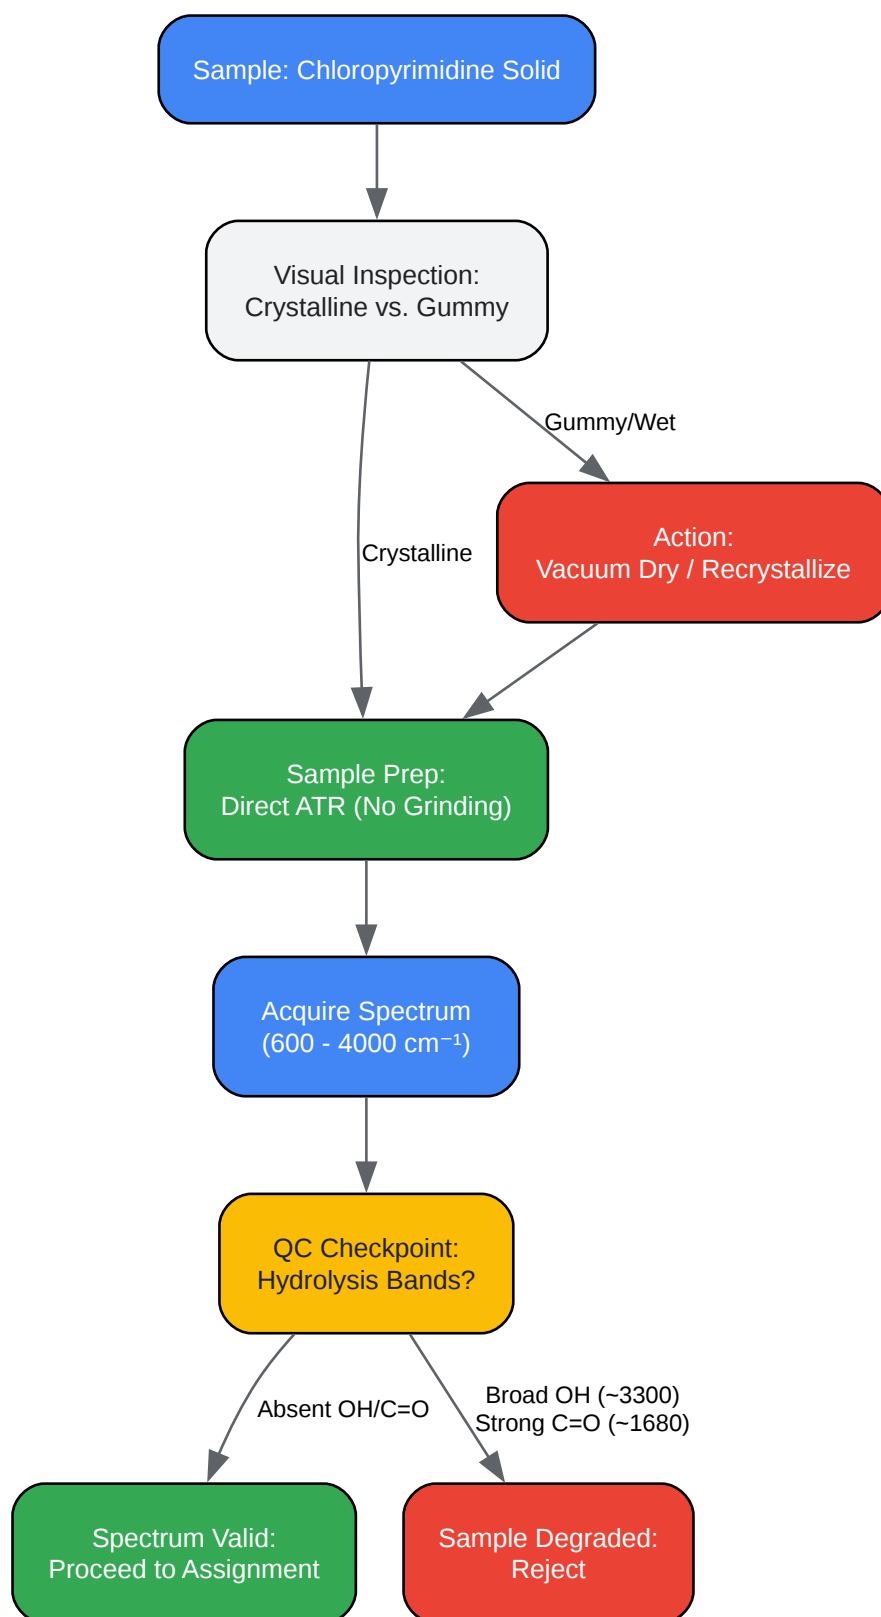 Sample: Chloropyrimidine Solid
Visual Inspection:
Crystalline vs. Gummy
Gummy/Wet
Action:
Vacuum Dry / Recrystallize
Crystalline
Sample Prep:
Direct ATR (No Grinding)
Acquire Spectrum
(600 - 4000 cm⁻¹)
QC Checkpoint:
Hydrolysis Bands?
Absent OH/C=O
Broad OH (~3300)
Strong C=O (~1680)
Spectrum Valid:
Proceed to Assignment
Sample Degraded:
Reject